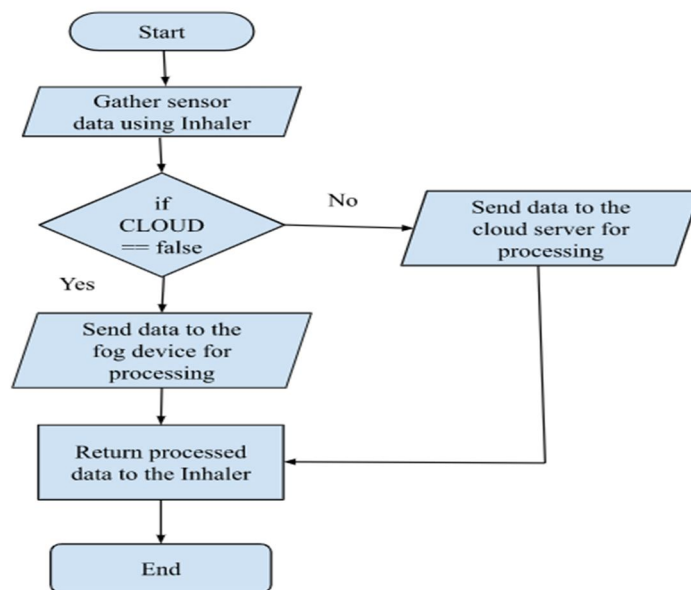 Start
Gather sensor
data using Inhaler
if
CLOUD
== false
No
Send data to the
cloud server for
processing
Yes
Send data to the
fog device for
processing
Return processed
data to the Inhaler
End